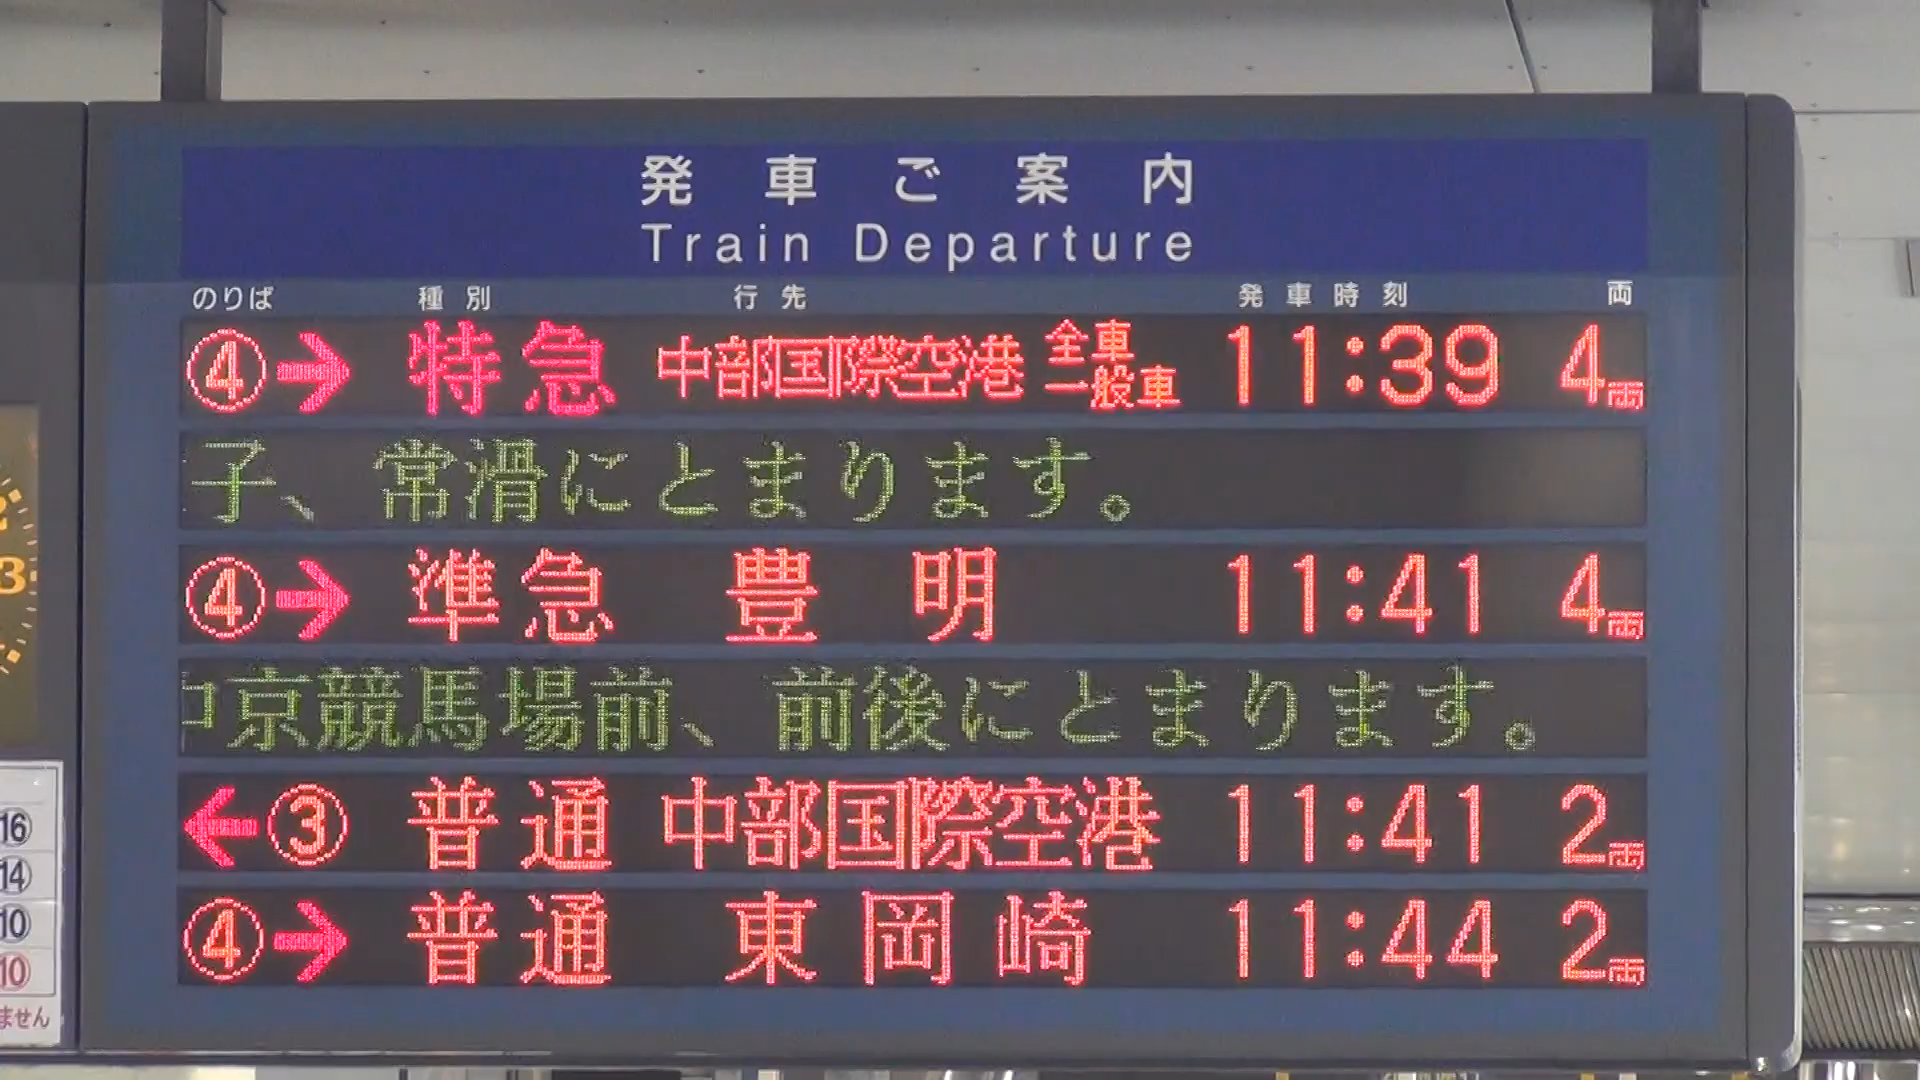 発車ご案内
Train Departure
のりば 種別 行先 発車時刻 両
④→ 特急 中部国際空港 全車一般車 11:39 4両
子、常滑にとまります。
④→ 準急 豊明 11:41 4両
中京競馬場前、前後にとまります。
←③ 普通 中部国際空港 11:41 2両
④→ 普通 東岡崎 11:44 2両
2
3
16
14
10
10
ません